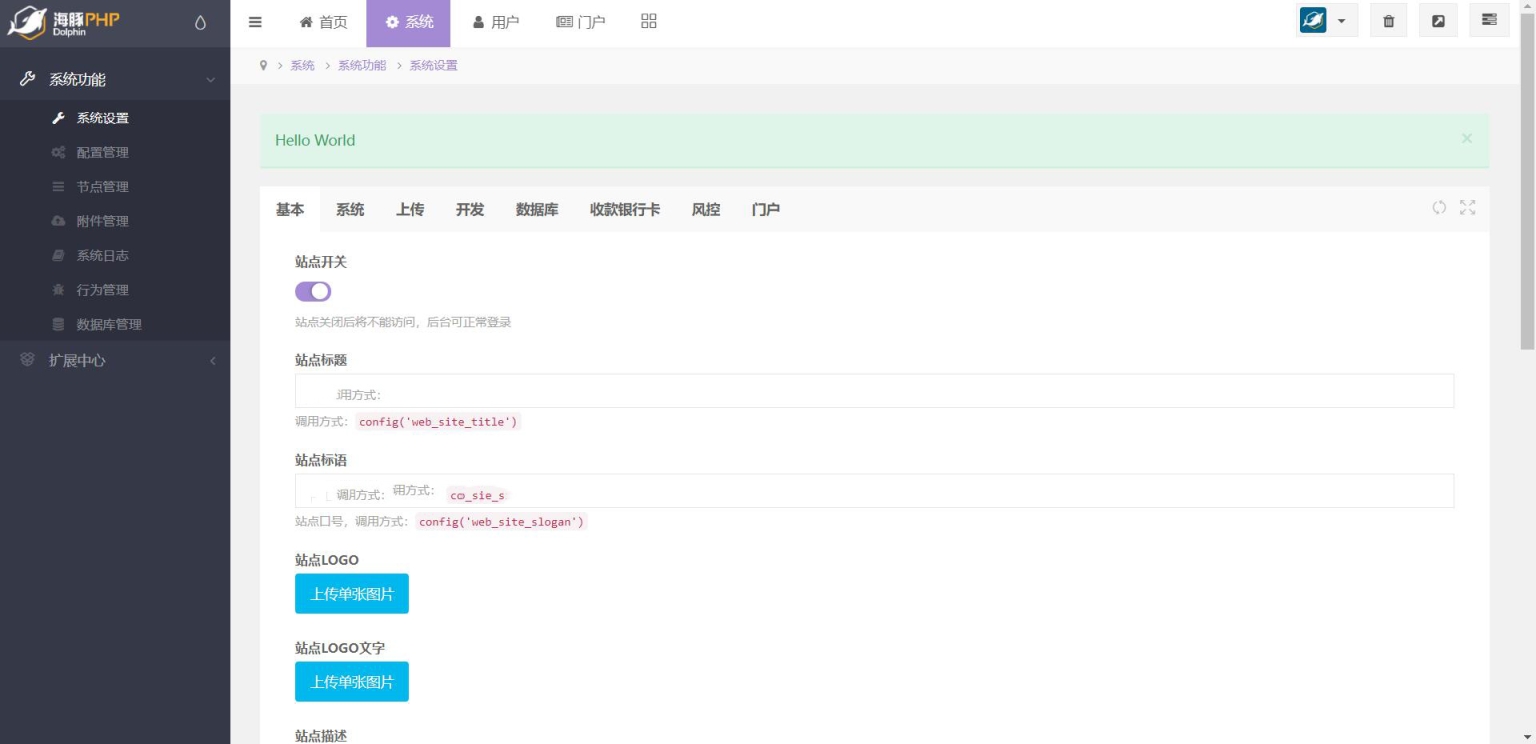 海豚PHP
Dolphin
首页
系统
用户
门户
系统功能
系统设置
配置管理
节点管理
附件管理
系统日志
行为管理
数据库管理
扩展中心
系统 > 系统功能 > 系统设置
Hello World
基本
系统
上传
开发
数据库
收款银行卡
风控
门户
站点开关
站点关闭后将不能访问，后台可正常登录
站点标题
用方式：
调用方式： config('web_site_title')
站点标语
方式： 用方式：
站点口号，调用方式： config('web_site_slogan')
站点LOGO
上传单张图片
站点LOGO文字
上传单张图片
站点描述